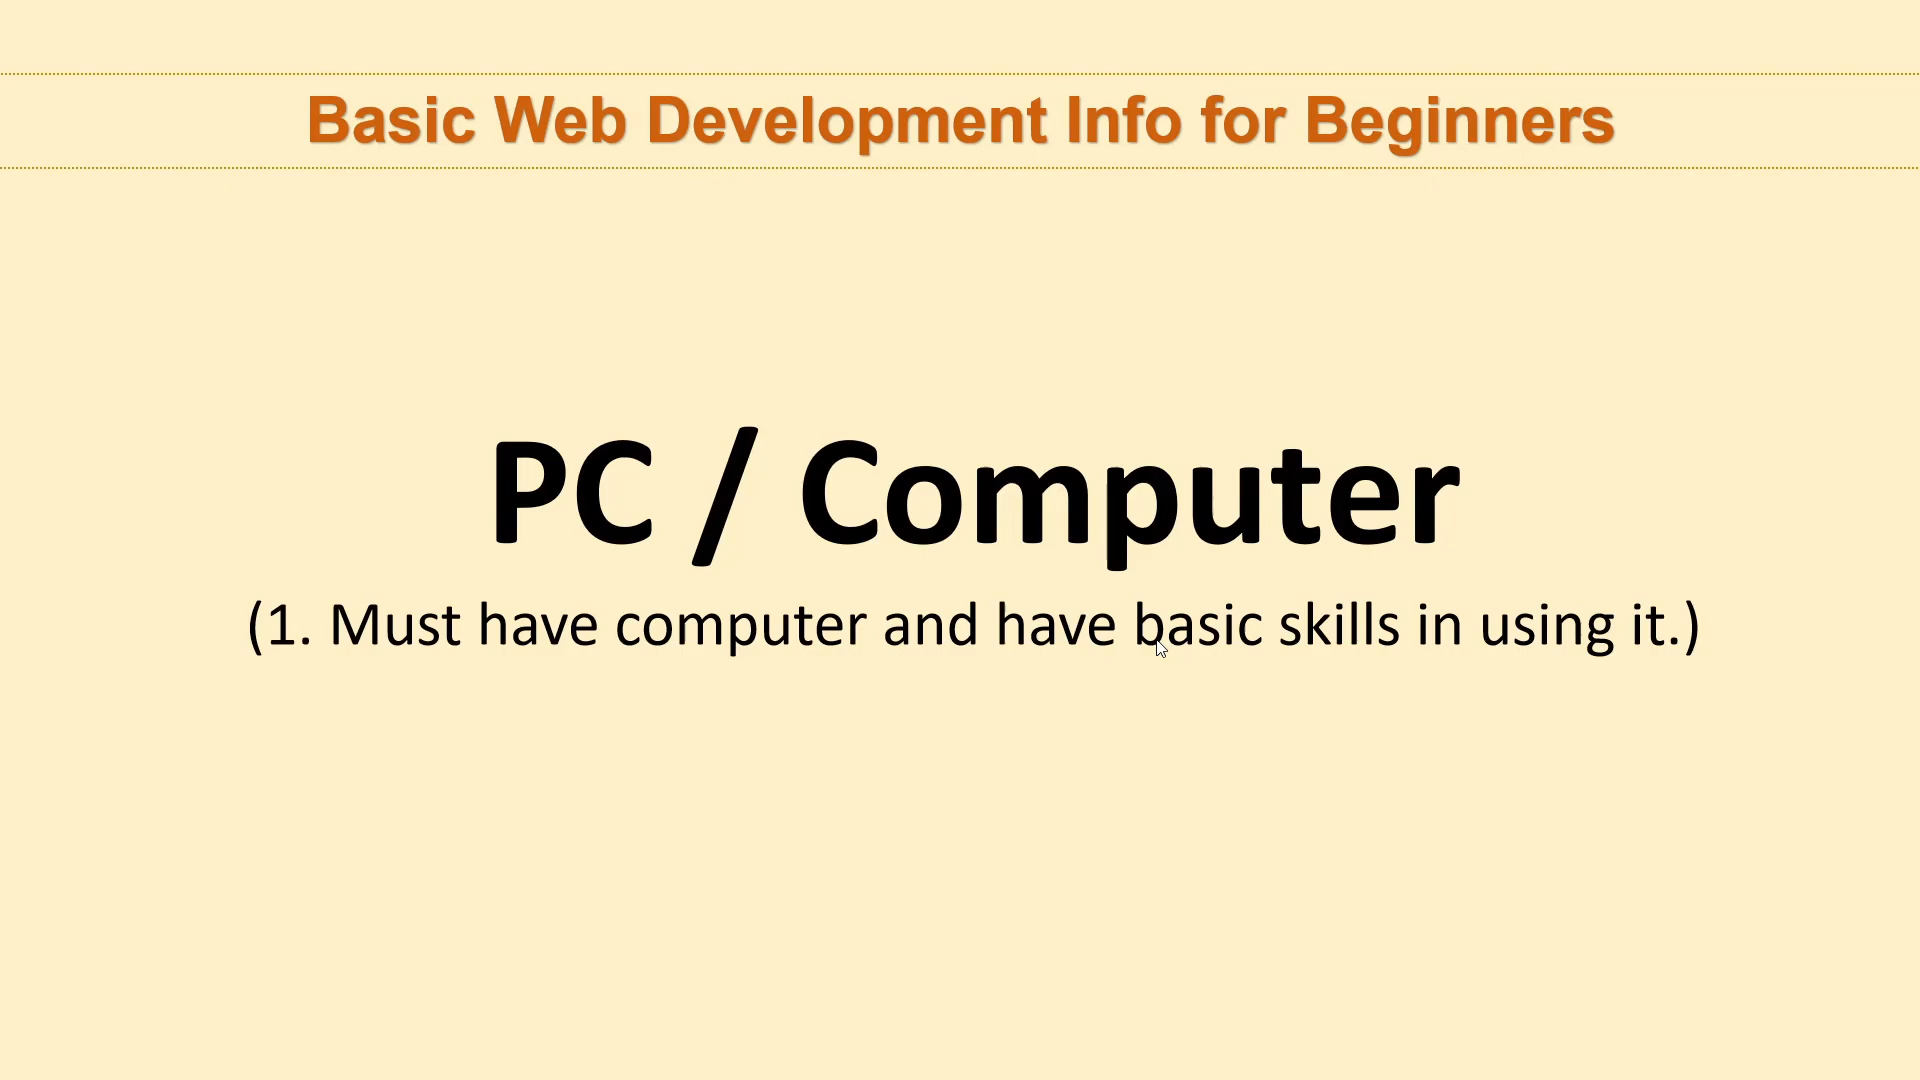 Basic Web Development Info for Beginners
PC / Computer
(1. Must have computer and have basic skills in using it.)